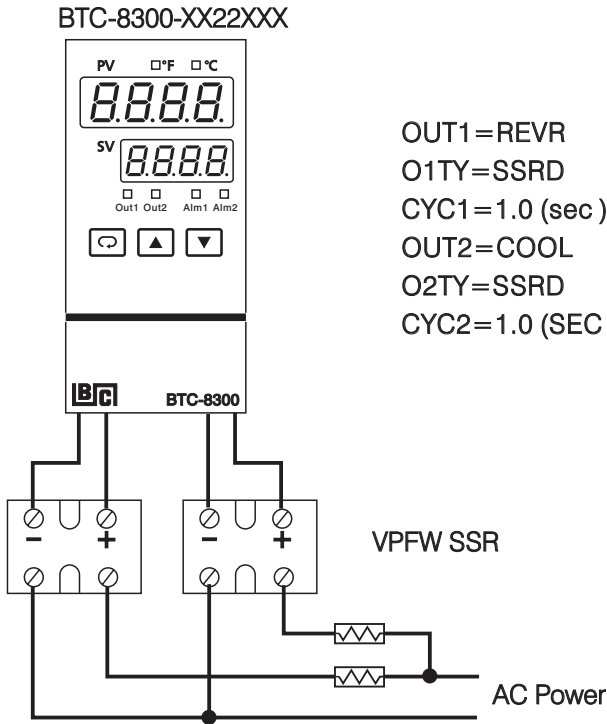 BTC-8300-XX22XXX
PV °F °C
8.8.8.8.
SV 8.8.8.8.
Out1 Out2 Alm1 Alm2
BC BTC-8300
OUT1=REVR
O1TY=SSRD
CYC1=1.0 (sec )
OUT2=COOL
O2TY=SSRD
CYC2=1.0 (SEC
− + − +
VPFW SSR
AC Power